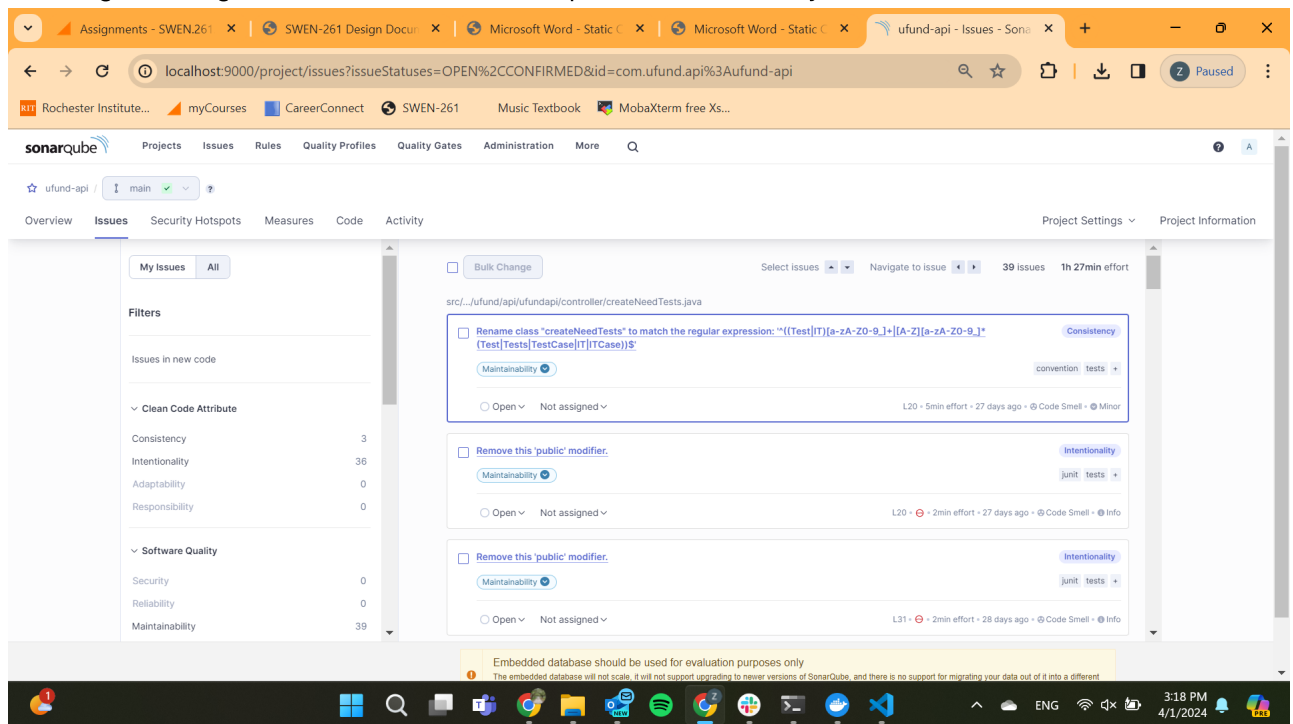 Assignments - SWEN.261
SWEN-261 Design Docum
Microsoft Word - Static C
Microsoft Word - Static C
ufund-api - Issues - Sona
localhost:9000/project/issues?issueStatuses=OPEN%2CCONFIRMED&id=com.ufund.api%3Aufund-api
Z Paused
RIT Rochester Institute...
myCourses
CareerConnect
SWEN-261
Music Textbook
MobaXterm free Xs...
sonarqube
Projects Issues Rules Quality Profiles Quality Gates Administration More
A
ufund-api / main
Overview Issues Security Hotspots Measures Code Activity
Project Settings Project Information
My Issues All
Bulk Change
Select issues Navigate to issue 39 issues 1h 27min effort
Filters
Issues in new code
Clean Code Attribute
Consistency 3
Intentionality 36
Adaptability 0
Responsibility 0
Software Quality
Security 0
Reliability 0
Maintainability 39
src/.../ufund/api/ufundapi/controller/createNeedTests.java
Rename class "createNeedTests" to match the regular expression: '^((Test|IT)[a-zA-Z0-9_]+|[A-Z][a-zA-Z0-9_]*
(Test|Tests|TestCase|IT|ITCase))$'
Consistency
Maintainability
convention tests +
Open Not assigned
L20 • 5min effort • 27 days ago • Code Smell • Minor
Remove this 'public' modifier.
Intentionality
Maintainability
junit tests +
Open Not assigned
L20 • 2min effort • 27 days ago • Code Smell • Info
Remove this 'public' modifier.
Intentionality
Maintainability
junit tests +
Open Not assigned
L31 • 2min effort • 28 days ago • Code Smell • Info
Embedded database should be used for evaluation purposes only
The embedded database will not scale, it will not support upgrading to newer versions of SonarQube, and there is no support for migrating your data out of it into a different
1
NEW
Z
ENG
3:18 PM
4/1/2024
PRE